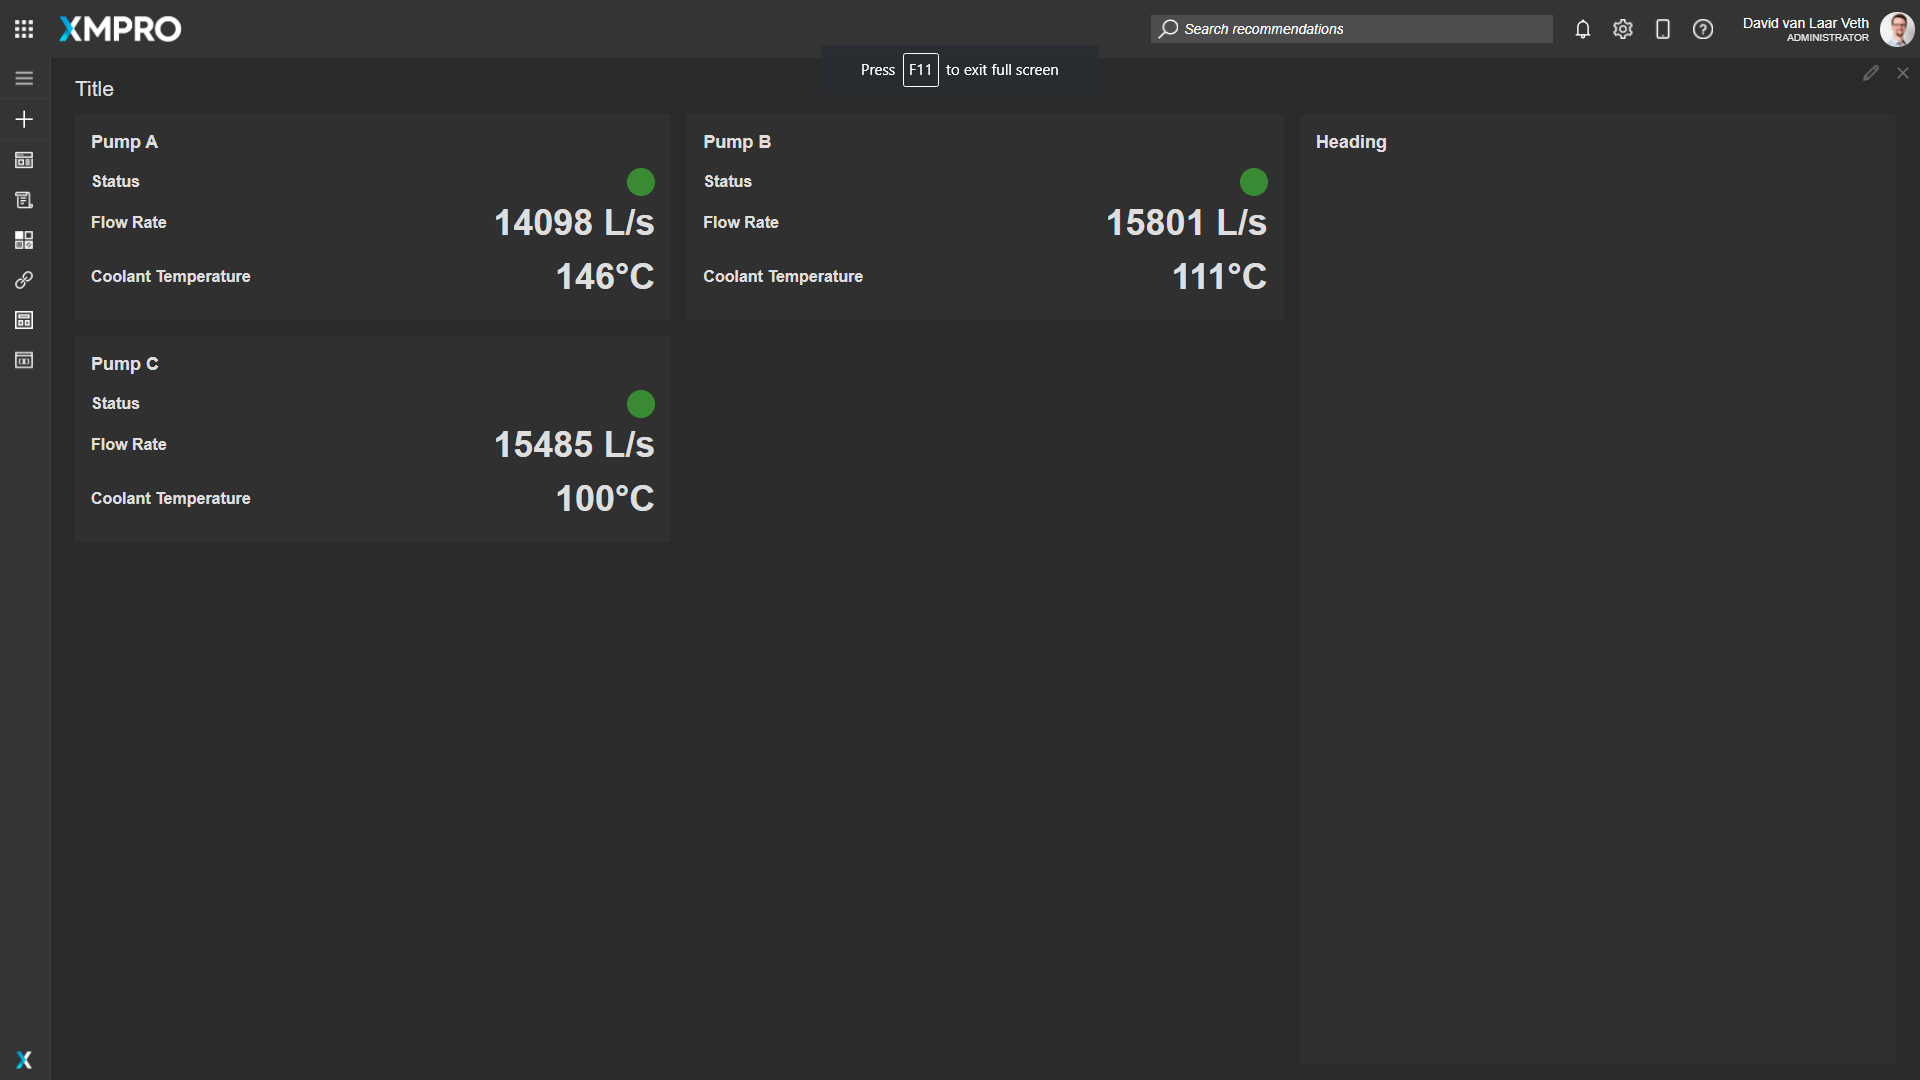 XMPRO
Search recommendations
David van Laar Veth
ADMINISTRATOR
Press F11 to exit full screen
Title
Pump A
Status
Flow Rate 14098 L/s
Coolant Temperature 146°C
Pump B
Status
Flow Rate 15801 L/s
Coolant Temperature 111°C
Heading
Pump C
Status
Flow Rate 15485 L/s
Coolant Temperature 100°C